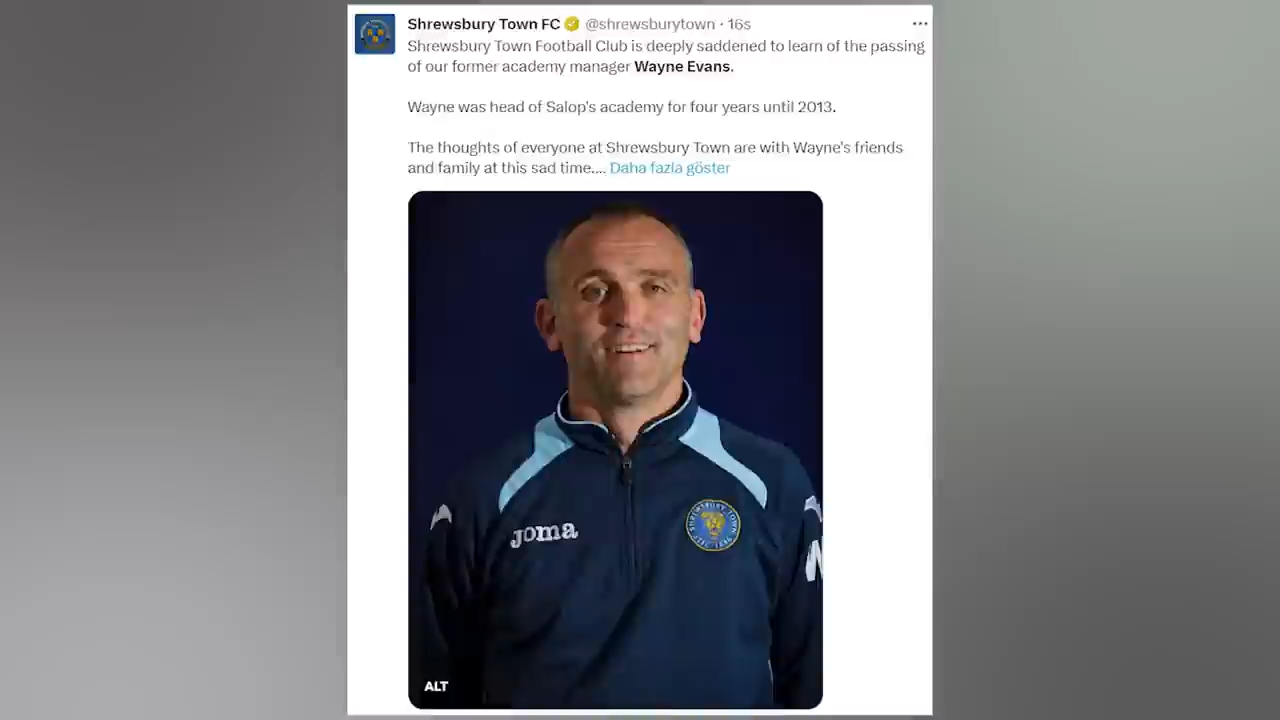 Shrewsbury Town FC @shrewsburytown · 16s
Shrewsbury Town Football Club is deeply saddened to learn of the passing
of our former academy manager Wayne Evans.
Wayne was head of Salop's academy for four years until 2013.
The thoughts of everyone at Shrewsbury Town are with Wayne's friends
and family at this sad time.... Daha fazla göster
Joma
SHREWSBURY TOWN
ALT